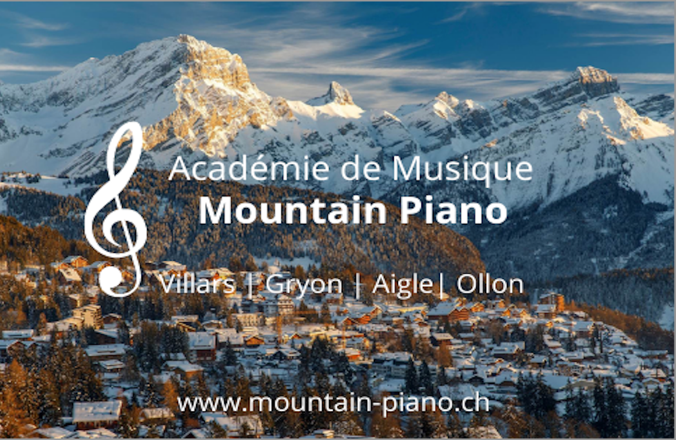 Académie de Musique
Mountain Piano
Villars | Gryon | Aigle| Ollon
www.mountain-piano.ch